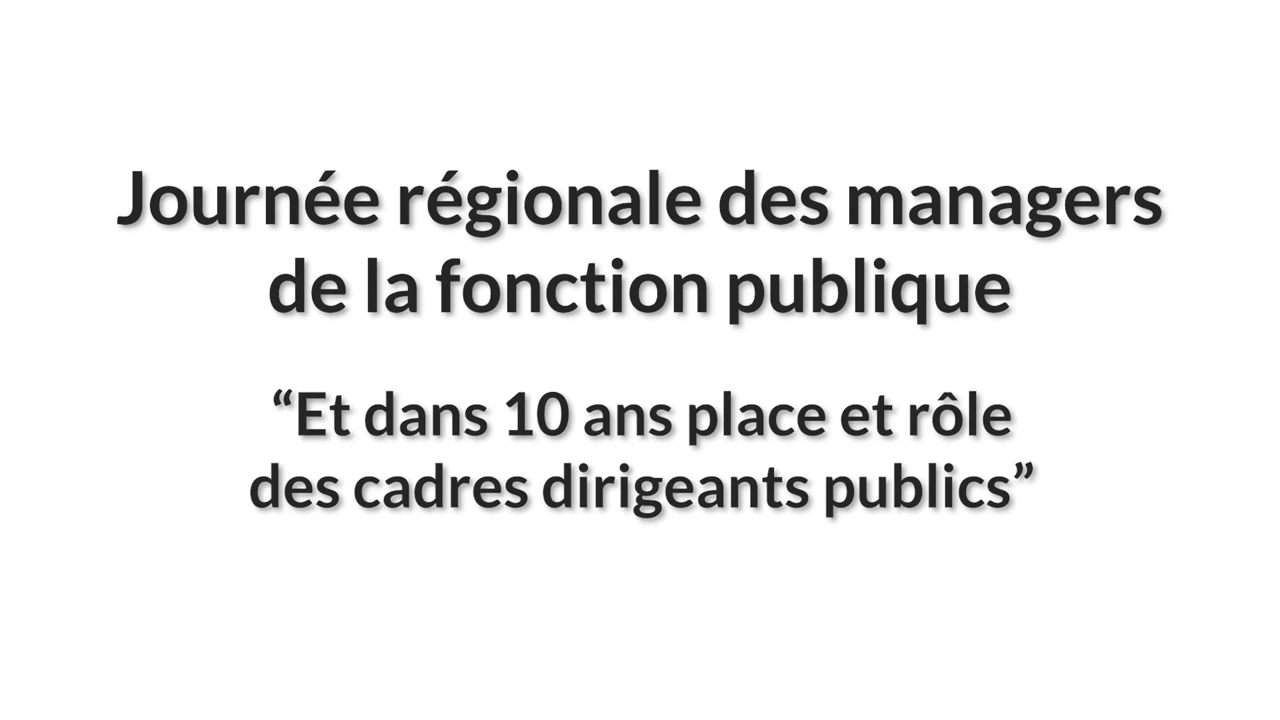 Journée régionale des managers
de la fonction publique
“Et dans 10 ans place et rôle
des cadres dirigeants publics”